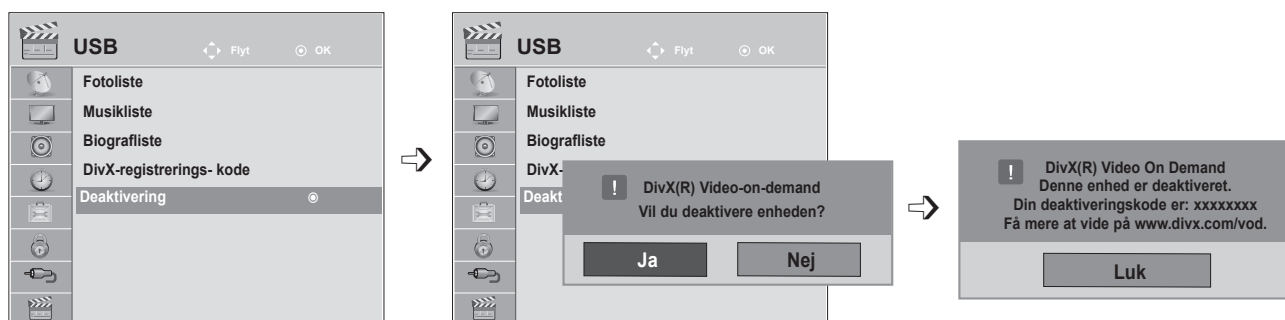 USB
Flyt
OK
Fotoliste
Musikliste
Biografliste
DivX-registrerings- kode
Deaktivering
USB
Flyt
OK
Fotoliste
Musikliste
Biografliste
DivX-
Deakt
! DivX(R) Video-on-demand
Vil du deaktivere enheden?
Ja
Nej
! DivX(R) Video On Demand
Denne enhed er deaktiveret.
Din deaktiveringskode er: xxxxxxxx
Få mere at vide på www.divx.com/vod.
Luk